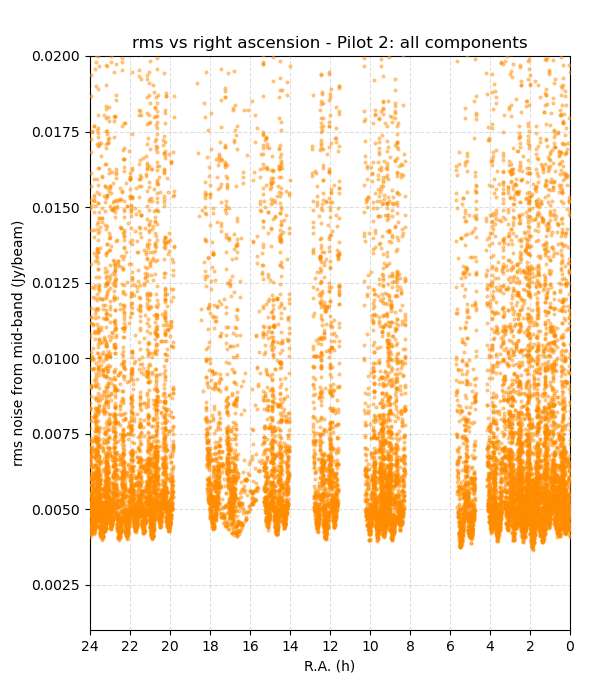 rms vs right ascension - Pilot 2: all components
0.0200
0.0175
0.0150
0.0125
0.0100
0.0075
0.0050
0.0025
rms noise from mid-band (Jy/beam)
24 22 20 18 16 14 12 10 8 6 4 2 0
R.A. (h)